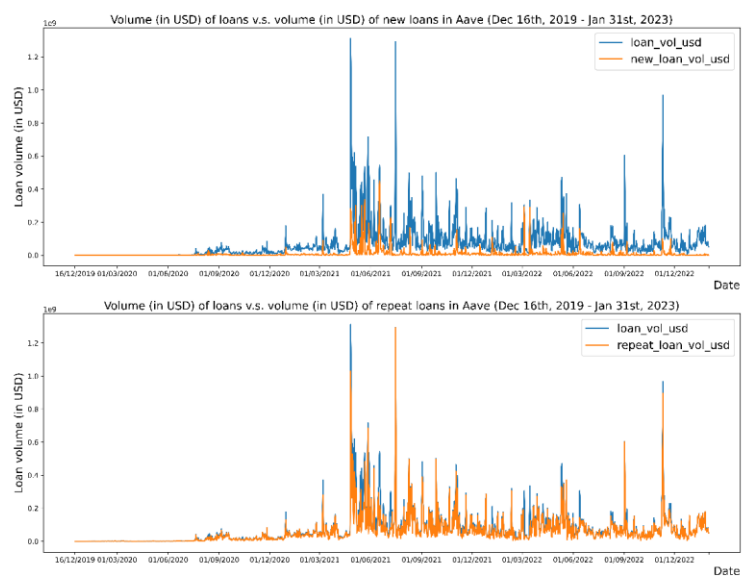 Volume (in USD) of loans v.s. volume (in USD) of new loans in Aave (Dec 16th, 2019 - Jan 31st, 2023)
1e9
loan_vol_usd
new_loan_vol_usd
Loan volume (in USD)
1.2
1.0
0.8
0.6
0.4
0.2
0.0
16/12/2019 01/03/2020 01/06/2020 01/09/2020 01/12/2020 01/03/2021 01/06/2021 01/09/2021 01/12/2021 01/03/2022 01/06/2022 01/09/2022 01/12/2022
Date
Volume (in USD) of loans v.s. volume (in USD) of repeat loans in Aave (Dec 16th, 2019 - Jan 31st, 2023)
1e9
loan_vol_usd
repeat_loan_vol_usd
Loan volume (in USD)
1.2
1.0
0.8
0.6
0.4
0.2
0.0
16/12/2019 01/03/2020 01/06/2020 01/09/2020 01/12/2020 01/03/2021 01/06/2021 01/09/2021 01/12/2021 01/03/2022 01/06/2022 01/09/2022 01/12/2022
Date